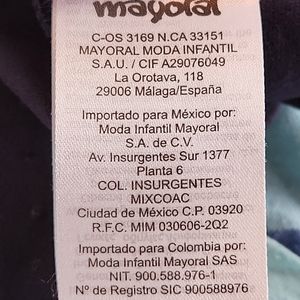 mayoral
C-OS 3169 N.CA 33151
MAYORAL MODA INFANTIL
S.A.U. / CIF A29076049
La Orotava, 118
29006 Málaga/España
Importado para México por:
Moda Infantil Mayoral
S.A. de C.V.
Av. Insurgentes Sur 1377
Planta 6
COL. INSURGENTES
MIXCOAC
Ciudad de México C.P. 03920
R.F.C. MIM 030606-2Q2
Importado para Colombia por:
Moda Infantil Mayoral SAS
NIT. 900.588.976-1
Nº de Registro SIC 900588976